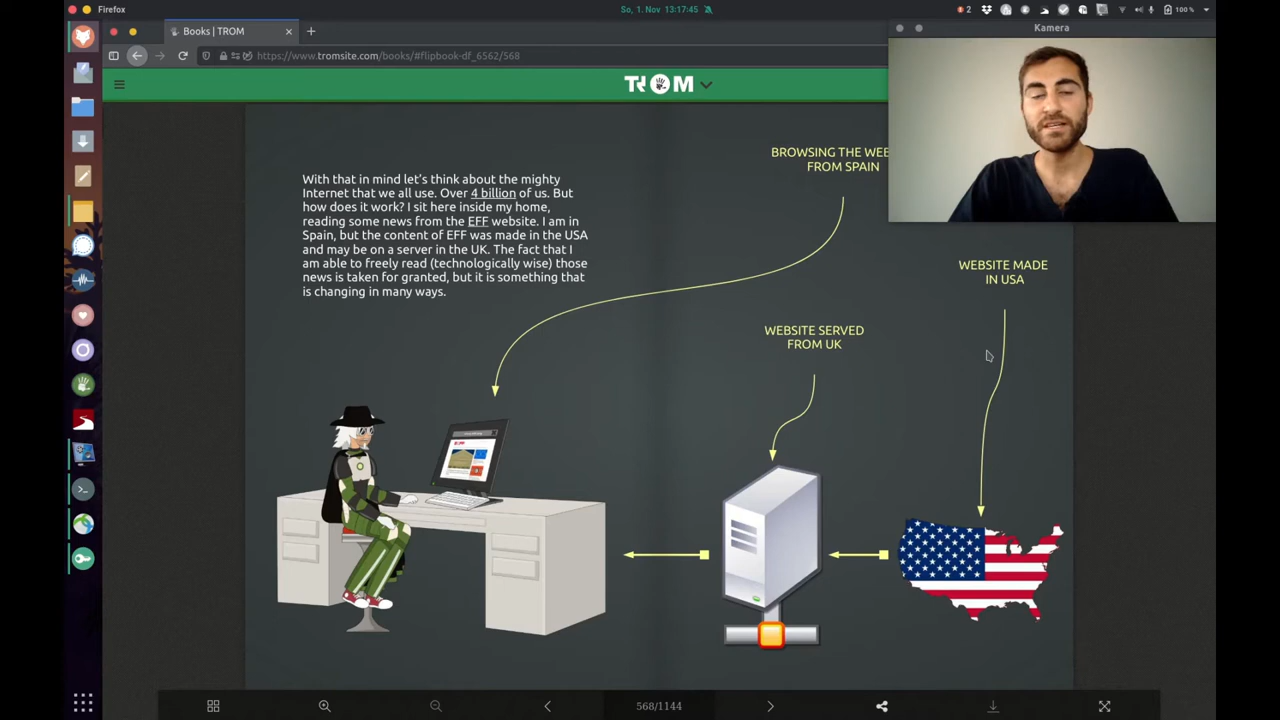 Firefox
So, 1. Nov 13:17:45
2
100 %
Books | TROM
Kamera
https://www.tromsite.com/books/#flipbook-df_6562/568
TROM
With that in mind let's think about the mighty
Internet that we all use. Over 4 billion of us. But
how does it work? I sit here inside my home,
reading some news from the EFF website. I am in
Spain, but the content of EFF was made in the USA
and may be on a server in the UK. The fact that I
am able to freely read (technologically wise) those
news is taken for granted, but it is something that
is changing in many ways.
BROWSING THE WEB
FROM SPAIN
WEBSITE MADE
IN USA
WEBSITE SERVED
FROM UK
568/1144